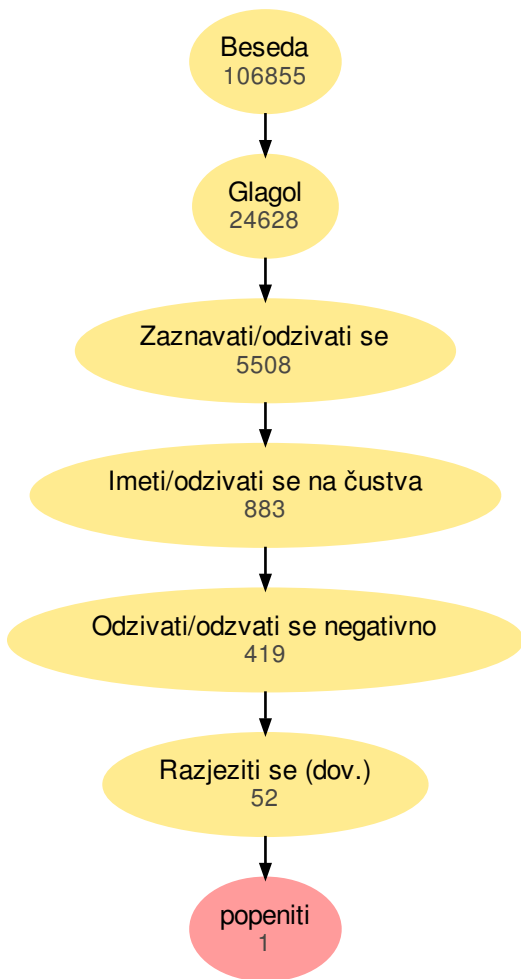 Beseda
106855
Glagol
24628
Zaznavati/odzivati se
5508
Imeti/odzivati se na čustva
883
Odzivati/odzvati se negativno
419
Razjeziti se (dov.)
52
popeniti
1